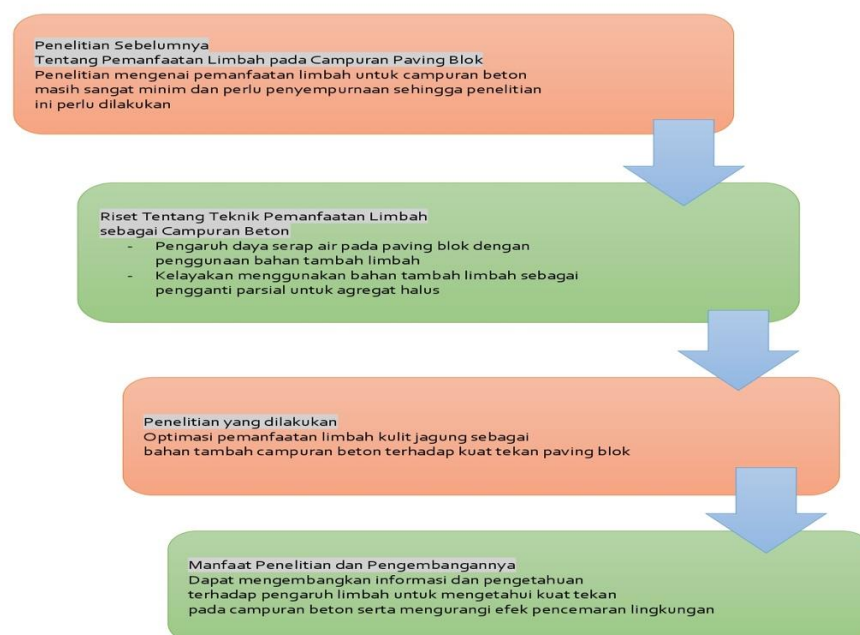 Penelitian Sebelumnya
Tentang Pemanfaatan Limbah pada Campuran Paving Blok
Penelitian mengenai pemanfaatan limbah untuk campuran beton
masih sangat minim dan perlu penyempurnaan sehingga penelitian
ini perlu dilakukan
Riset Tentang Teknik Pemanfaatan Limbah
sebagai Campuran Beton
- Pengaruh daya serap air pada paving blok dengan
penggunaan bahan tambah limbah
- Kelayakan menggunakan bahan tambah limbah sebagai
pengganti parsial untuk agregat halus
Penelitian yang dilakukan
Optimasi pemanfaatan limbah kulit jagung sebagai
bahan tambah campuran beton terhadap kuat tekan paving blok
Manfaat Penelitian dan Pengembangannya
Dapat mengembangkan informasi dan pengetahuan
terhadap pengaruh limbah untuk mengetahui kuat tekan
pada campuran beton serta mengurangi efek pencemaran lingkungan